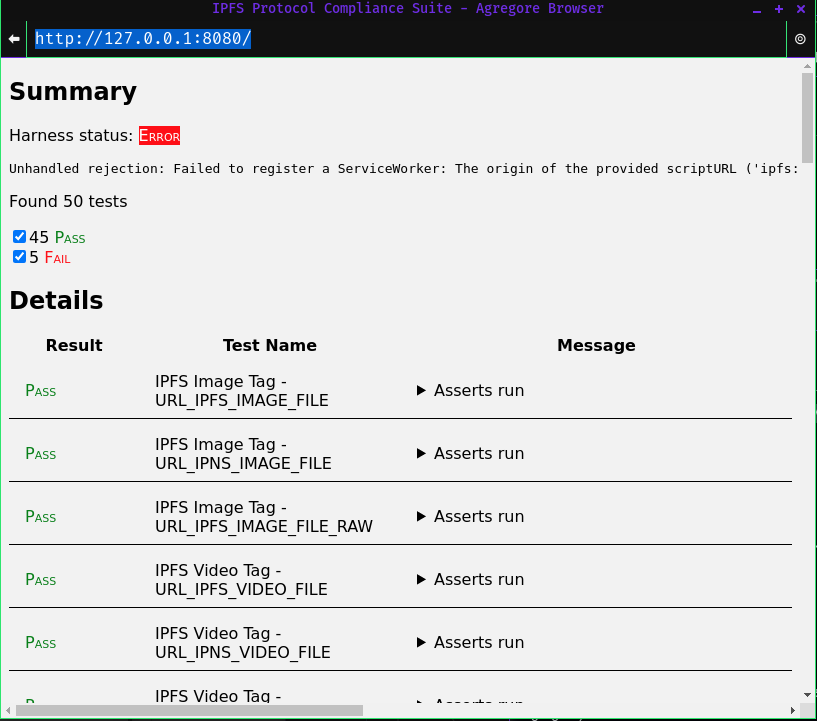 IPFS Protocol Compliance Suite - Agregore Browser
http://127.0.0.1:8080/
Summary
Harness status: Error
Unhandled rejection: Failed to register a ServiceWorker: The origin of the provided scriptURL ('ipfs:
Found 50 tests
45 Pass
5 Fail
Details
Result Test Name Message
Pass IPFS Image Tag - Asserts run
URL_IPFS_IMAGE_FILE
Pass IPFS Image Tag - Asserts run
URL_IPNS_IMAGE_FILE
Pass IPFS Image Tag - Asserts run
URL_IPFS_IMAGE_FILE_RAW
Pass IPFS Video Tag - Asserts run
URL_IPFS_VIDEO_FILE
Pass IPFS Video Tag - Asserts run
URL_IPNS_VIDEO_FILE
IPFS Video Tag -